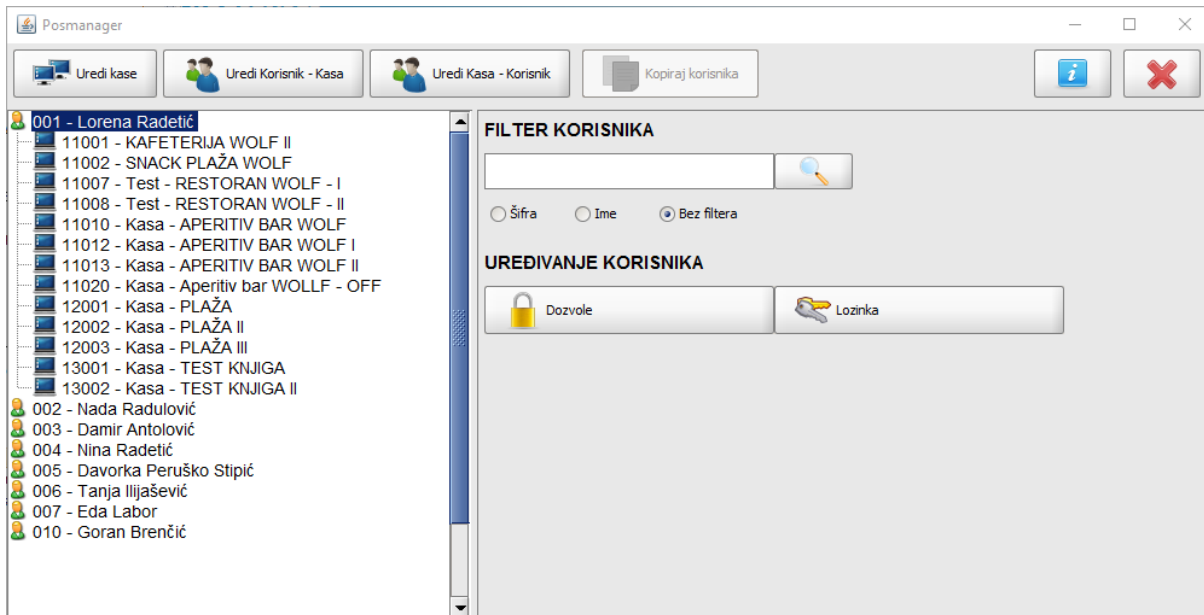 Posmanager
Uredi kase
Uredi Korisnik - Kasa
Uredi Kasa - Korisnik
Kopiraj korisnika
001 - Lorena Radetić
11001 - KAFETERIJA WOLF II
11002 - SNACK PLAŽA WOLF
11007 - Test - RESTORAN WOLF - I
11008 - Test - RESTORAN WOLF - II
11010 - Kasa - APERITIV BAR WOLF
11012 - Kasa - APERITIV BAR WOLF I
11013 - Kasa - APERITIV BAR WOLF II
11020 - Kasa - Aperitiv bar WOLLF - OFF
12001 - Kasa - PLAŽA
12002 - Kasa - PLAŽA II
12003 - Kasa - PLAŽA III
13001 - Kasa - TEST KNJIGA
13002 - Kasa - TEST KNJIGA II
002 - Nada Radulović
003 - Damir Antolović
004 - Nina Radetić
005 - Davorka Peruško Stipić
006 - Tanja Ilijašević
007 - Eda Labor
010 - Goran Brenčić
FILTER KORISNIKA
Šifra
Ime
Bez filtera
UREĐIVANJE KORISNIKA
Dozvole
Lozinka